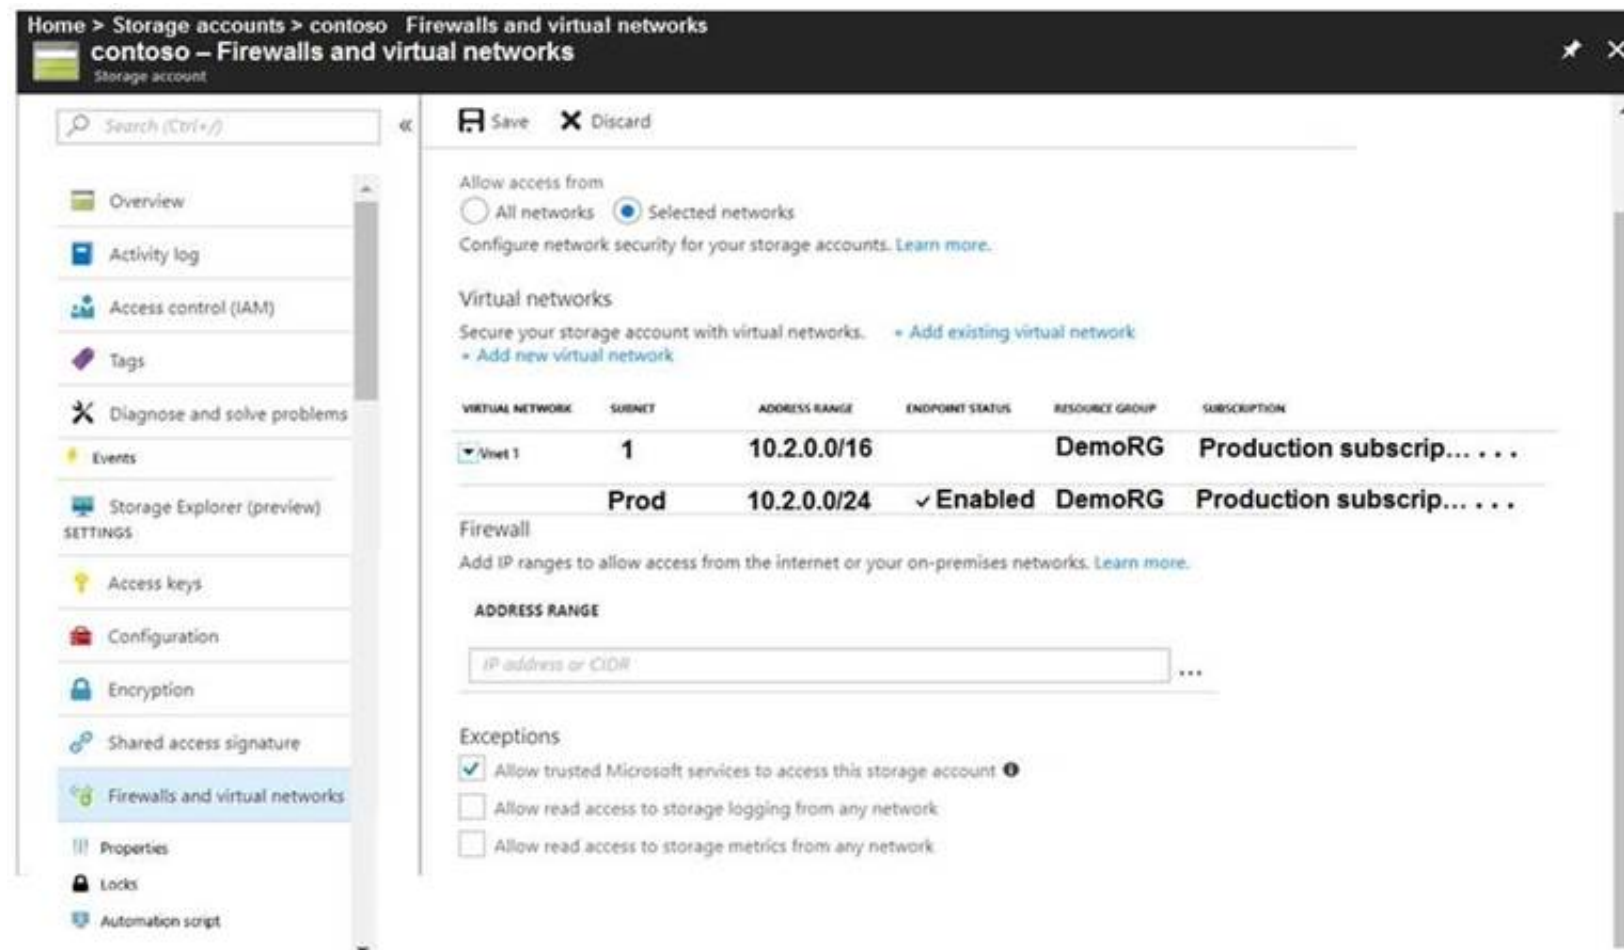 Home > Storage accounts > contoso Firewalls and virtual networks
contoso – Firewalls and virtual networks
Storage account
Search (Ctrl+/)
«
Overview
Activity log
Access control (IAM)
Tags
Diagnose and solve problems
Events
Storage Explorer (preview)
SETTINGS
Access keys
Configuration
Encryption
Shared access signature
Firewalls and virtual networks
Properties
Locks
Automation script
Save Discard
Allow access from
All networks Selected networks
Configure network security for your storage accounts. Learn more.
Virtual networks
Secure your storage account with virtual networks. + Add existing virtual network
+ Add new virtual network
VIRTUAL NETWORK SUBNET ADDRESS RANGE ENDPOINT STATUS RESOURCE GROUP SUBSCRIPTION
Vnet 1 1 10.2.0.0/16 DemoRG Production subscrip... ...
Prod 10.2.0.0/24 ✓ Enabled DemoRG Production subscrip... ...
Firewall
Add IP ranges to allow access from the internet or your on-premises networks. Learn more.
ADDRESS RANGE
IP address or CIDR ...
Exceptions
Allow trusted Microsoft services to access this storage account
Allow read access to storage logging from any network
Allow read access to storage metrics from any network